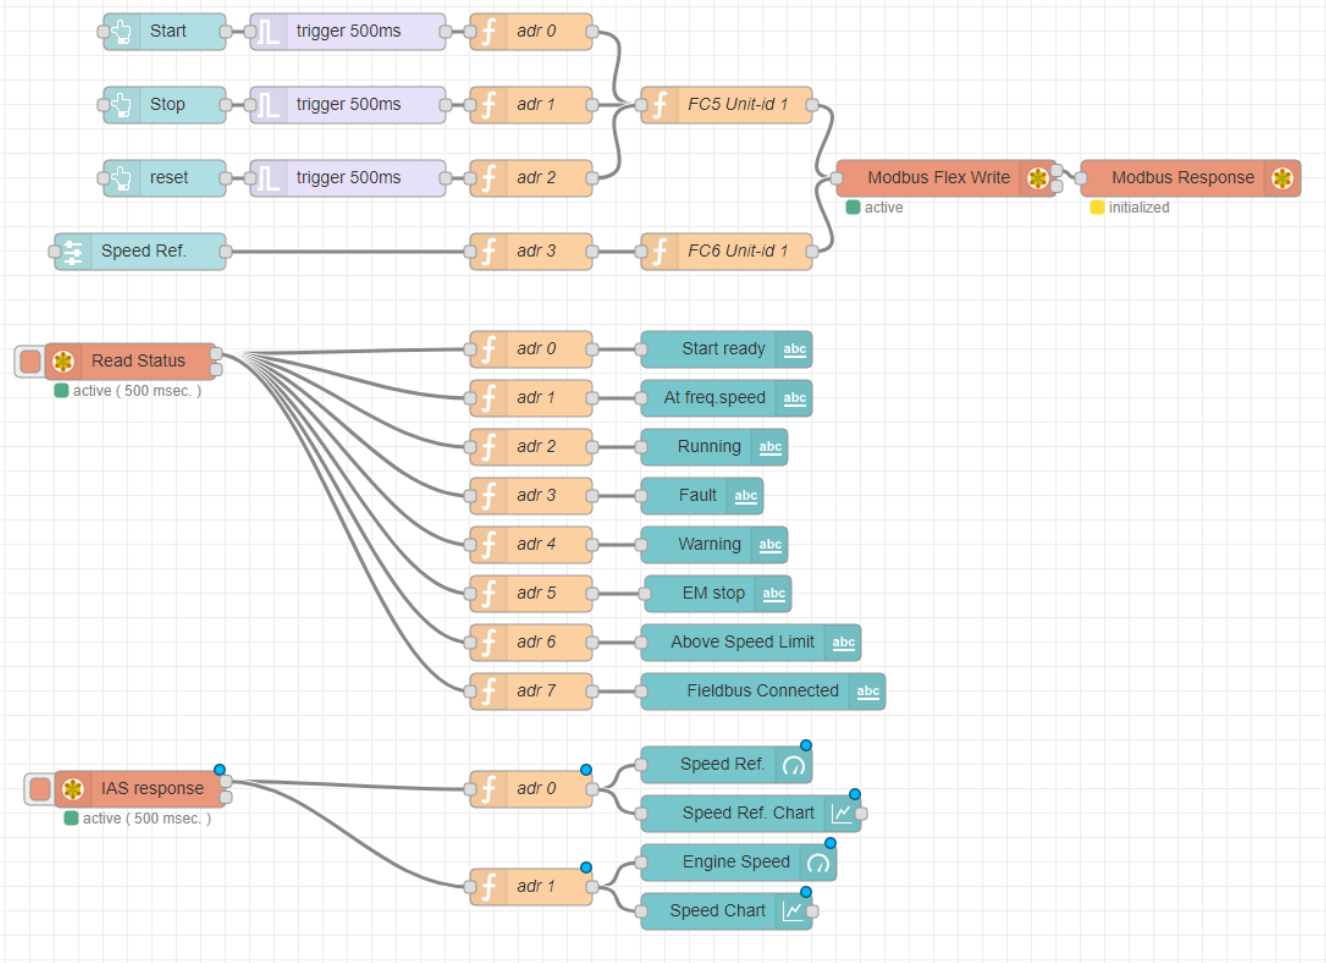 Start
trigger 500ms
adr 0
Stop
trigger 500ms
adr 1
FC5 Unit-id 1
reset
trigger 500ms
adr 2
Modbus Flex Write
Modbus Response
active
initialized
Speed Ref.
adr 3
FC6 Unit-id 1
Read Status
active ( 500 msec. )
adr 0
Start ready
abc
adr 1
At freq.speed
abc
adr 2
Running
abc
adr 3
Fault
abc
adr 4
Warning
abc
adr 5
EM stop
abc
adr 6
Above Speed Limit
abc
adr 7
Fieldbus Connected
abc
IAS response
active ( 500 msec. )
adr 0
Speed Ref.
Speed Ref. Chart
adr 1
Engine Speed
Speed Chart